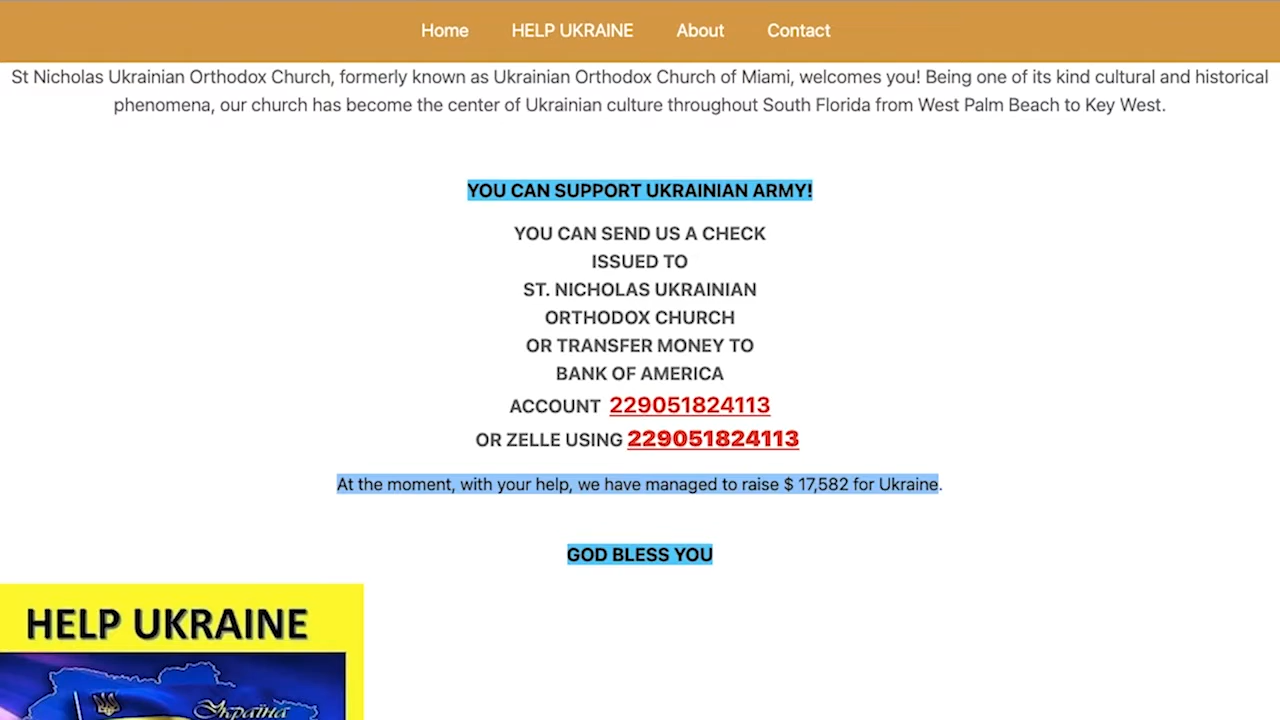 Home HELP UKRAINE About Contact
St Nicholas Ukrainian Orthodox Church, formerly known as Ukrainian Orthodox Church of Miami, welcomes you! Being one of its kind cultural and historical
phenomena, our church has become the center of Ukrainian culture throughout South Florida from West Palm Beach to Key West.
YOU CAN SUPPORT UKRAINIAN ARMY!
YOU CAN SEND US A CHECK
ISSUED TO
ST. NICHOLAS UKRAINIAN
ORTHODOX CHURCH
OR TRANSFER MONEY TO
BANK OF AMERICA
ACCOUNT 229051824113
OR ZELLE USING 229051824113
At the moment, with your help, we have managed to raise $ 17,582 for Ukraine.
GOD BLESS YOU
HELP UKRAINE
Україна